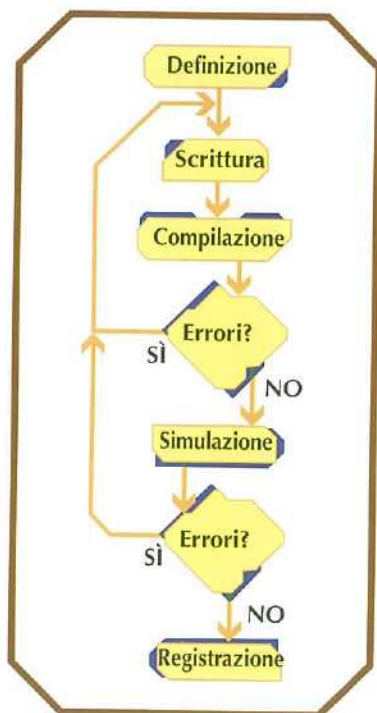 Definizione
Scrittura
Compilazione
Errori?
SÌ
NO
Simulazione
Errori?
SÌ
NO
Registrazione